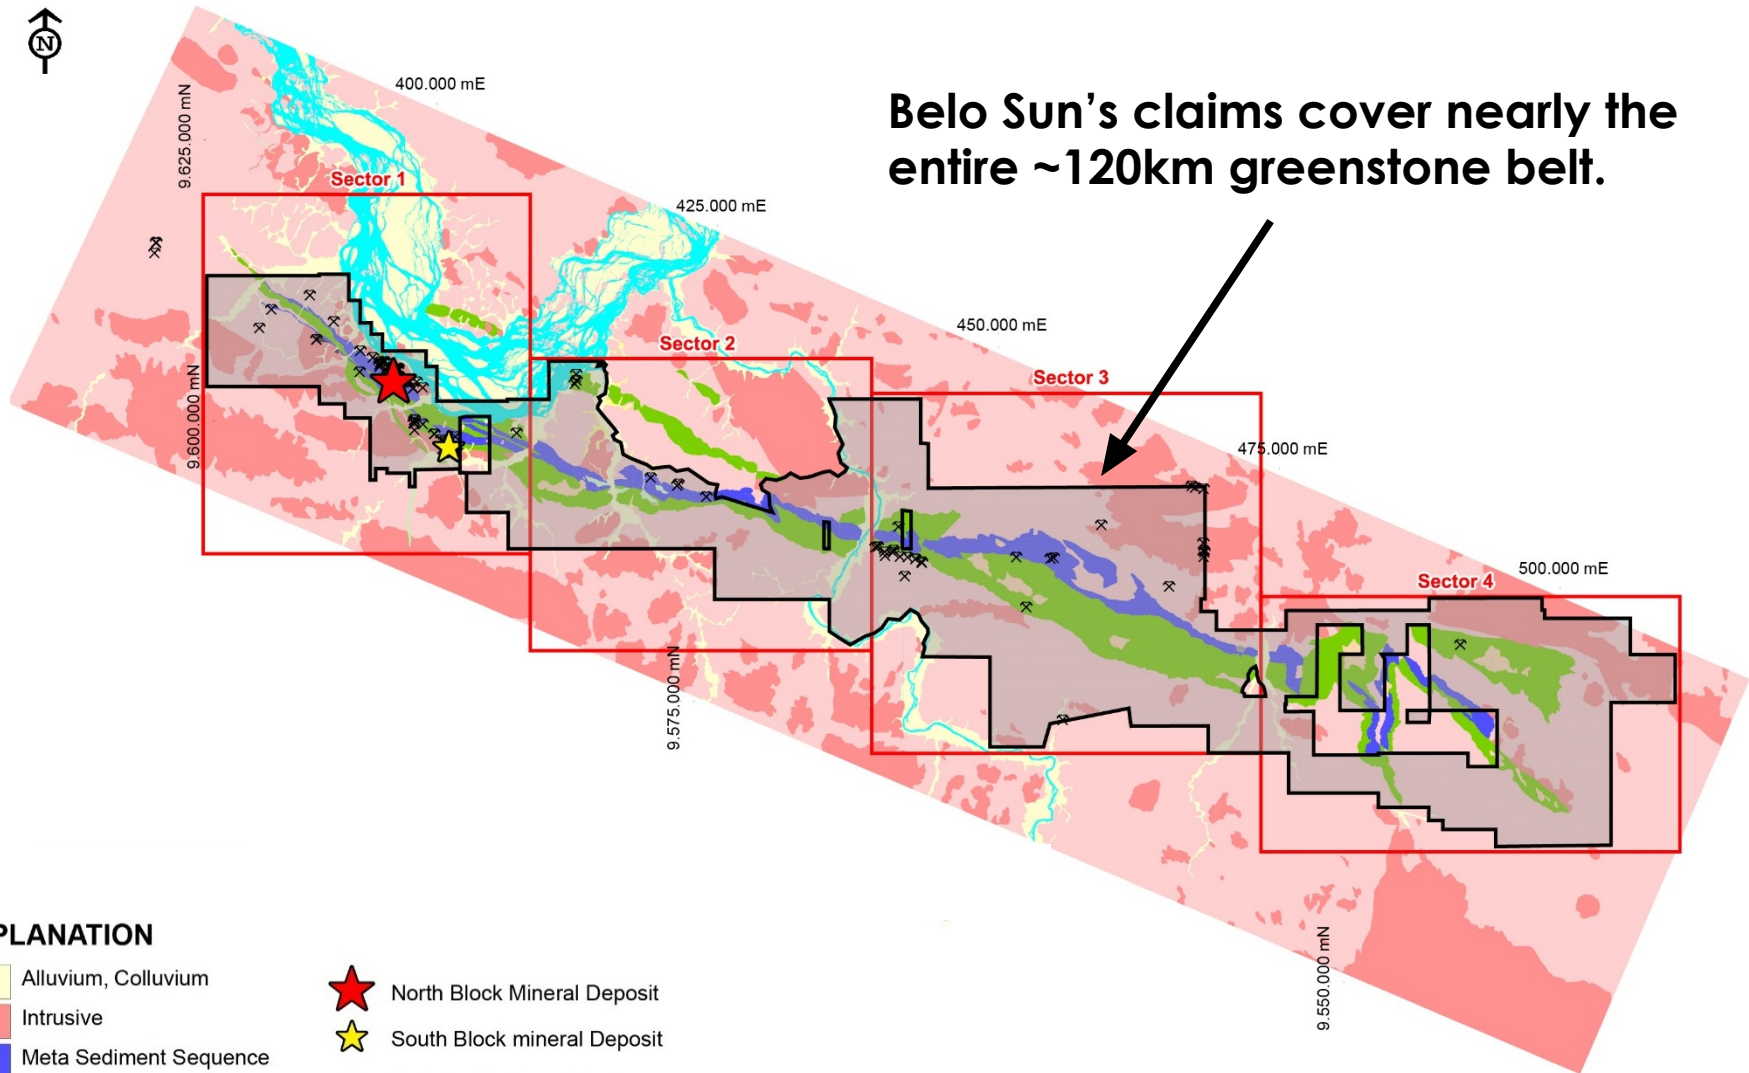 N
400.000 mE
Belo Sun’s claims cover nearly the
entire ~120km greenstone belt.
9.625.000 mN
Sector 1
425.000 mE
450.000 mE
Sector 2
Sector 3
9.600.000 mN
475.000 mE
500.000 mE
Sector 4
9.575.000 mN
9.550.000 mN
PLANATION
Alluvium, Colluvium
Intrusive
Meta Sediment Sequence
North Block Mineral Deposit
South Block mineral Deposit